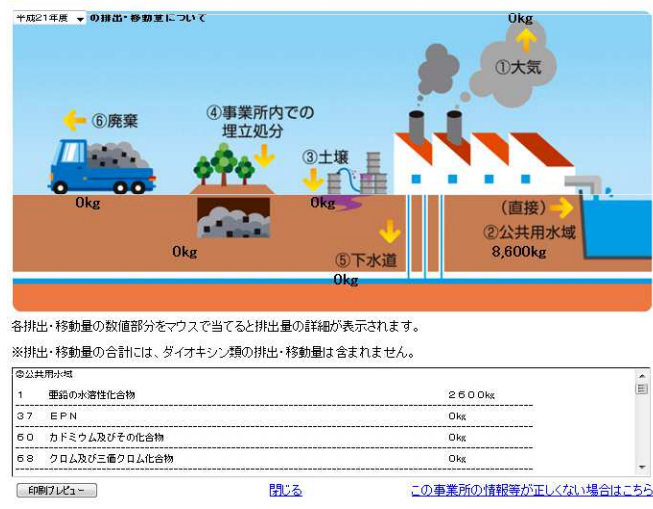 平成21年度 の排出・移動量について
0kg
①大気
⑥廃棄
④事業所内での
埋立処分
③土壌
0kg
0kg
(直接)
②公共用水域
8,600kg
0kg
⑤下水道
0kg
各排出・移動量の数値部分をマウスで当てると排出量の詳細が表示されます。
※排出・移動量の合計には、ダイオキシン類の排出・移動量は含まれません。
②公共用水域
1 亜鉛の水溶性化合物 2600kg
37 EPN 0kg
60 カドミウム及びその化合物 0kg
68 クロム及び三価クロム化合物 0kg
印刷プレビュー 閉じる この事業所の情報等が正しくない場合はこちら